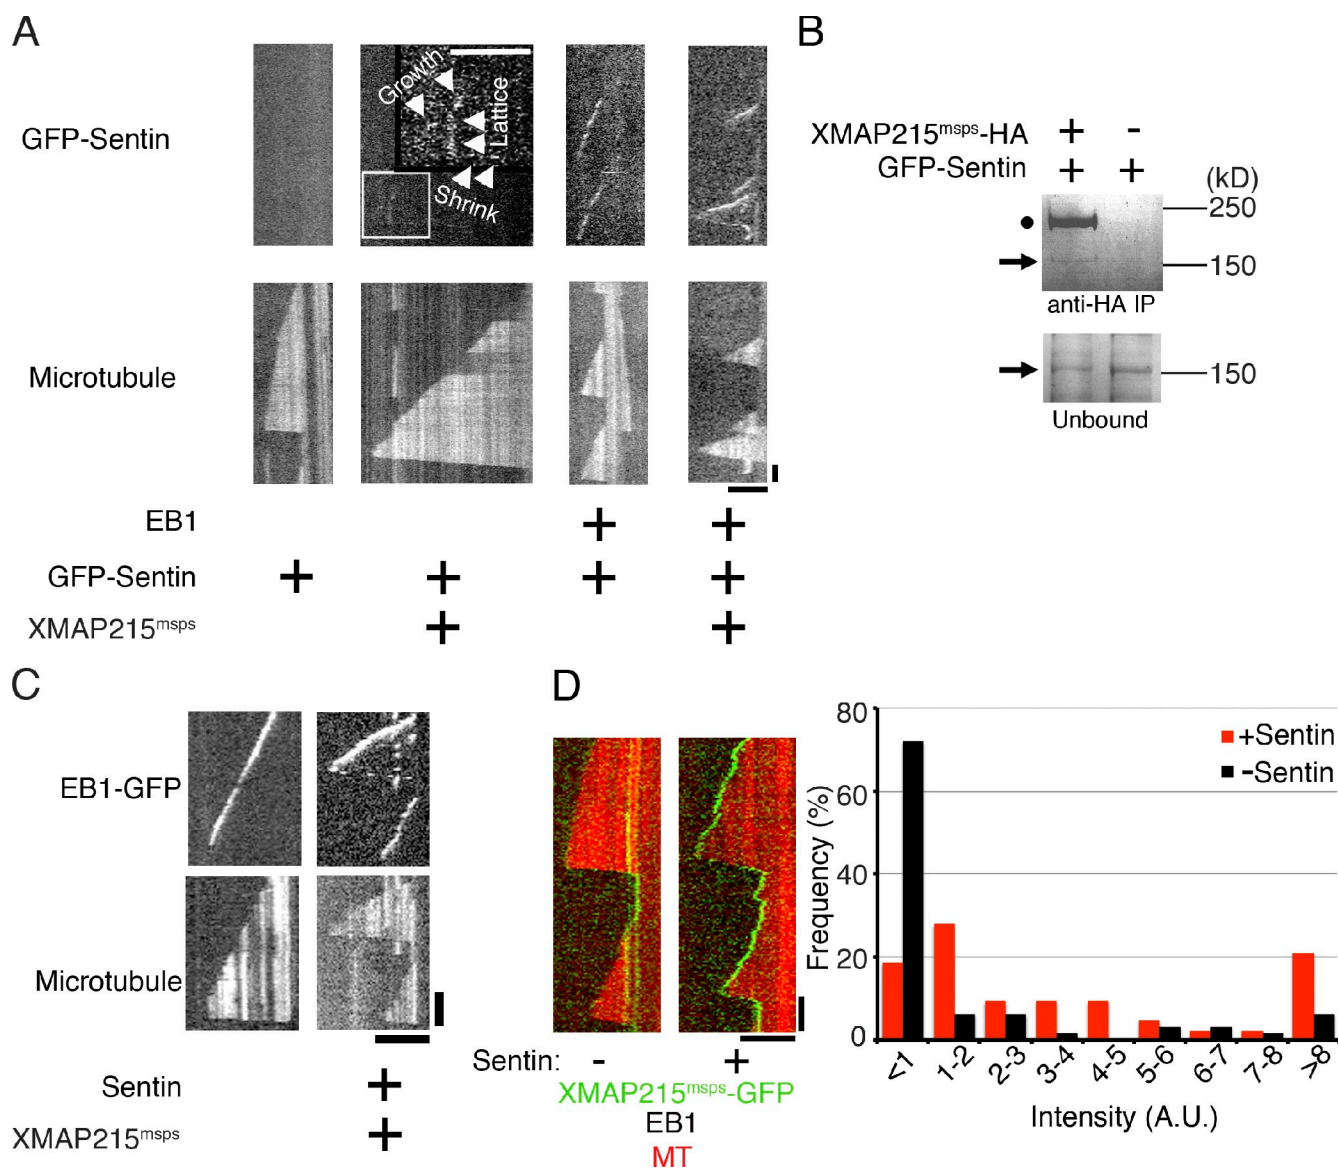 A
Growth
Lattice
Shrink
GFP-Sentin
Microtubule
EB1 + +
GFP-Sentin + + + +
XMAP215msps + +
B
XMAP215msps-HA + -
GFP-Sentin + +
(kD)
250
150
anti-HA IP
150
Unbound
C
EB1-GFP
Microtubule
Sentin +
XMAP215msps +
D
Sentin: - +
XMAP215msps-GFP
EB1
MT
80
60
40
20
0
Frequency (%)
+Sentin
-Sentin
<1 1-2 2-3 3-4 4-5 5-6 6-7 7-8 >8
Intensity (A.U.)